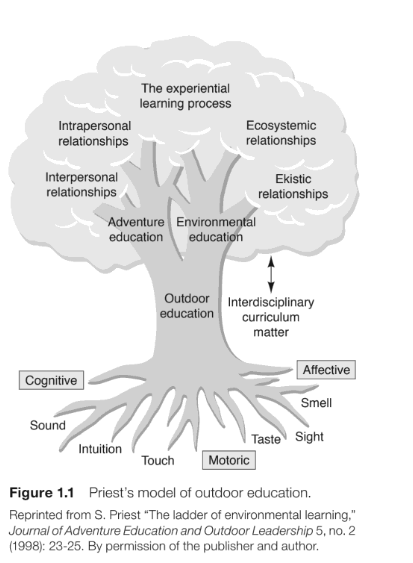 The experiential
learning process
Intrapersonal
relationships
Ecosystemic
relationships
Interpersonal
relationships
Ekistic
relationships
Adventure
education
Environmental
education
Outdoor
education
Interdisciplinary
curriculum
matter
Cognitive
Affective
Smell
Sound
Sight
Taste
Intuition
Touch
Motoric
Figure 1.1 Priest's model of outdoor education.
Reprinted from S. Priest “The ladder of environmental learning,”
Journal of Adventure Education and Outdoor Leadership 5, no. 2
(1998): 23-25. By permission of the publisher and author.